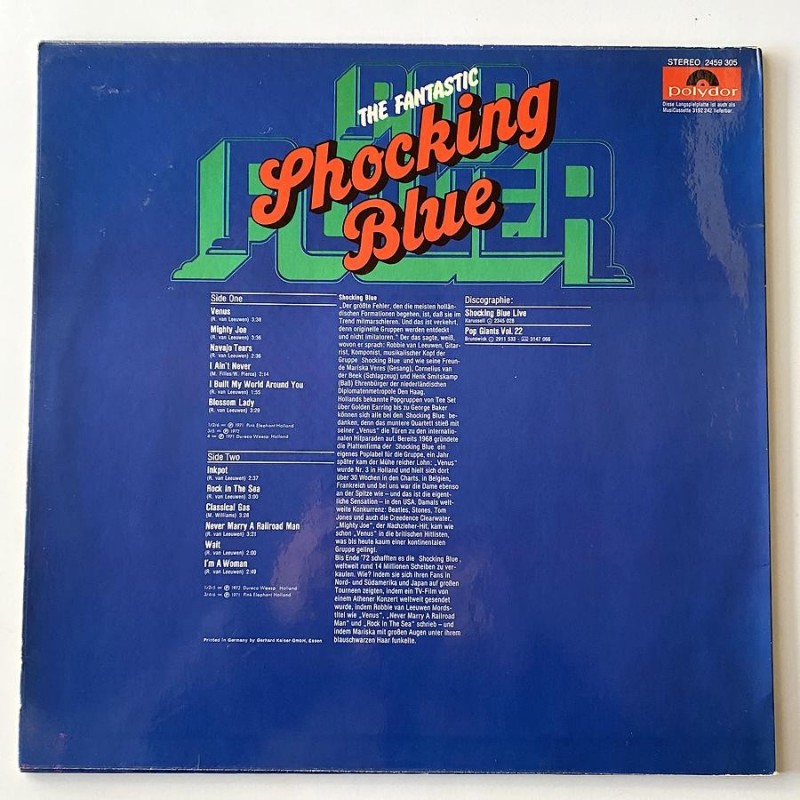 STEREO 2459 305
polydor
Diese Langspielplatte ist auch als
MusiCassette 3192 242 lieferbar.
POP
POWER
THE FANTASTIC
Shocking
Blue
Side One
Venus
(R. van Leeuwen) 3:08
Mighty Joe
(R. van Leeuwen) 3:06
Navajo Tears
(R. van Leeuwen) 2:36
I Ain't Never
2:14
I Built My World Around You
(R. van Leeuwen) 1:55
Blossom Lady
(R. van Leeuwen) 3:29
Side Two
Inkpot
(R. van Leeuwen) 2:37
Rock In The Sea
(R. van Leeuwen) 3:00
Classical Gas
(M. Williams) 3:28
Never Marry A Railroad Man
(R. van Leeuwen) 3:21
Wait
(R. van Leeuwen) 2:00
I'm A Woman
(R. van Leeuwen) 2:49
Printed in Germany by Gerhard Kaiser GmbH, Essen
Shocking Blue
„Der größte Fehler, den die meisten hollän-
dischen Formationen begehen, ist, daß sie im
Trend mitmarschieren. Und das ist verkehrt,
denn originelle Gruppen werden entdeckt
und nicht Imitatoren." Der das sagte, weiß,
wovon er sprach: Robbie van Leeuwen, Gitar-
rist, Komponist, musikalischer Kopf der
Gruppe Shocking Blue und wie seine Freun-
de Mariska Veres (Gesang), Cornelius van
der Beek (Schlagzeug) und Henk Smitskamp
(Baß) Ehrenbürger der niederländischen
Diplomatenmetropole Den Haag.
Hollands bekannte Popgruppen von Tee Set
über Golden Earring bis zu George Baker
können sich alle bei den Shocking Blue be-
danken, denn das muntere Quartett stieß mit
seiner „Venus" die Türen zu den internatio-
nalen Hitparaden auf. Bereits 1968 gründete
die Plattenfirma der Shocking Blue ein
eigenes Poplabel für die Gruppe, ein Jahr
später kam der Mühe reicher Lohn: „Venus"
wurde Nr. 3 in Holland und hielt sich dort
über 30 Wochen in den Charts, in Belgien,
Frankreich und bei uns war die Dame ebenso
an der Spitze wie – und das ist die eigent-
liche Sensation – in den USA. Damals welt-
weite Konkurrenz: Beatles, Stones, Tom
Jones und auch die Creedence Clearwater.
„Mighty Joe", der Nachzieher-Hit, kam wie
schon „Venus" in die britischen Hitlisten,
was bis heute kaum einer kontinentalen
Gruppe gelingt.
Bis Ende '72 schafften es die Shocking Blue,
weltweit rund 14 Millionen Scheiben zu ver-
kaufen. Wie? Indem sie sich ihren Fans in
Nord- und Südamerika und Japan auf großen
Tourneen zeigten, indem ein TV-Film von
einem Athener Konzert weltweit gesendet
wurde, indem Robbie van Leeuwen Mords-
titel wie „Venus", „Never Marry A Railroad
Man" und „Rock In The Sea" schrieb – und
indem Mariska mit großen Augen unter ihrem
blauschwarzen Haar funkelte.
Discographie:
Shocking Blue Live
Karussell 2345 028
Pop Giants Vol. 22
Brunswick 2911 533 3147 066